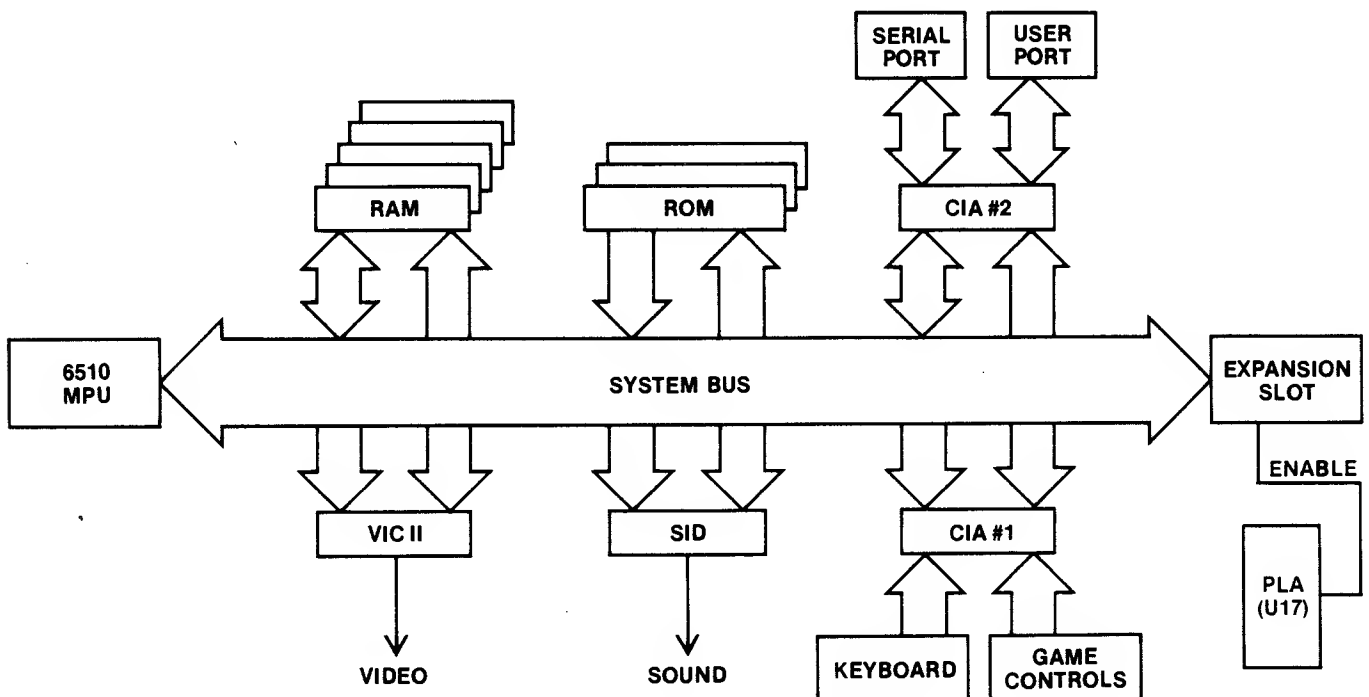 SERIAL
PORT
USER
PORT
RAM
ROM
CIA #2
6510
MPU
SYSTEM BUS
EXPANSION
SLOT
ENABLE
VIC II
SID
CIA #1
PLA
(U17)
VIDEO
SOUND
KEYBOARD
GAME
CONTROLS